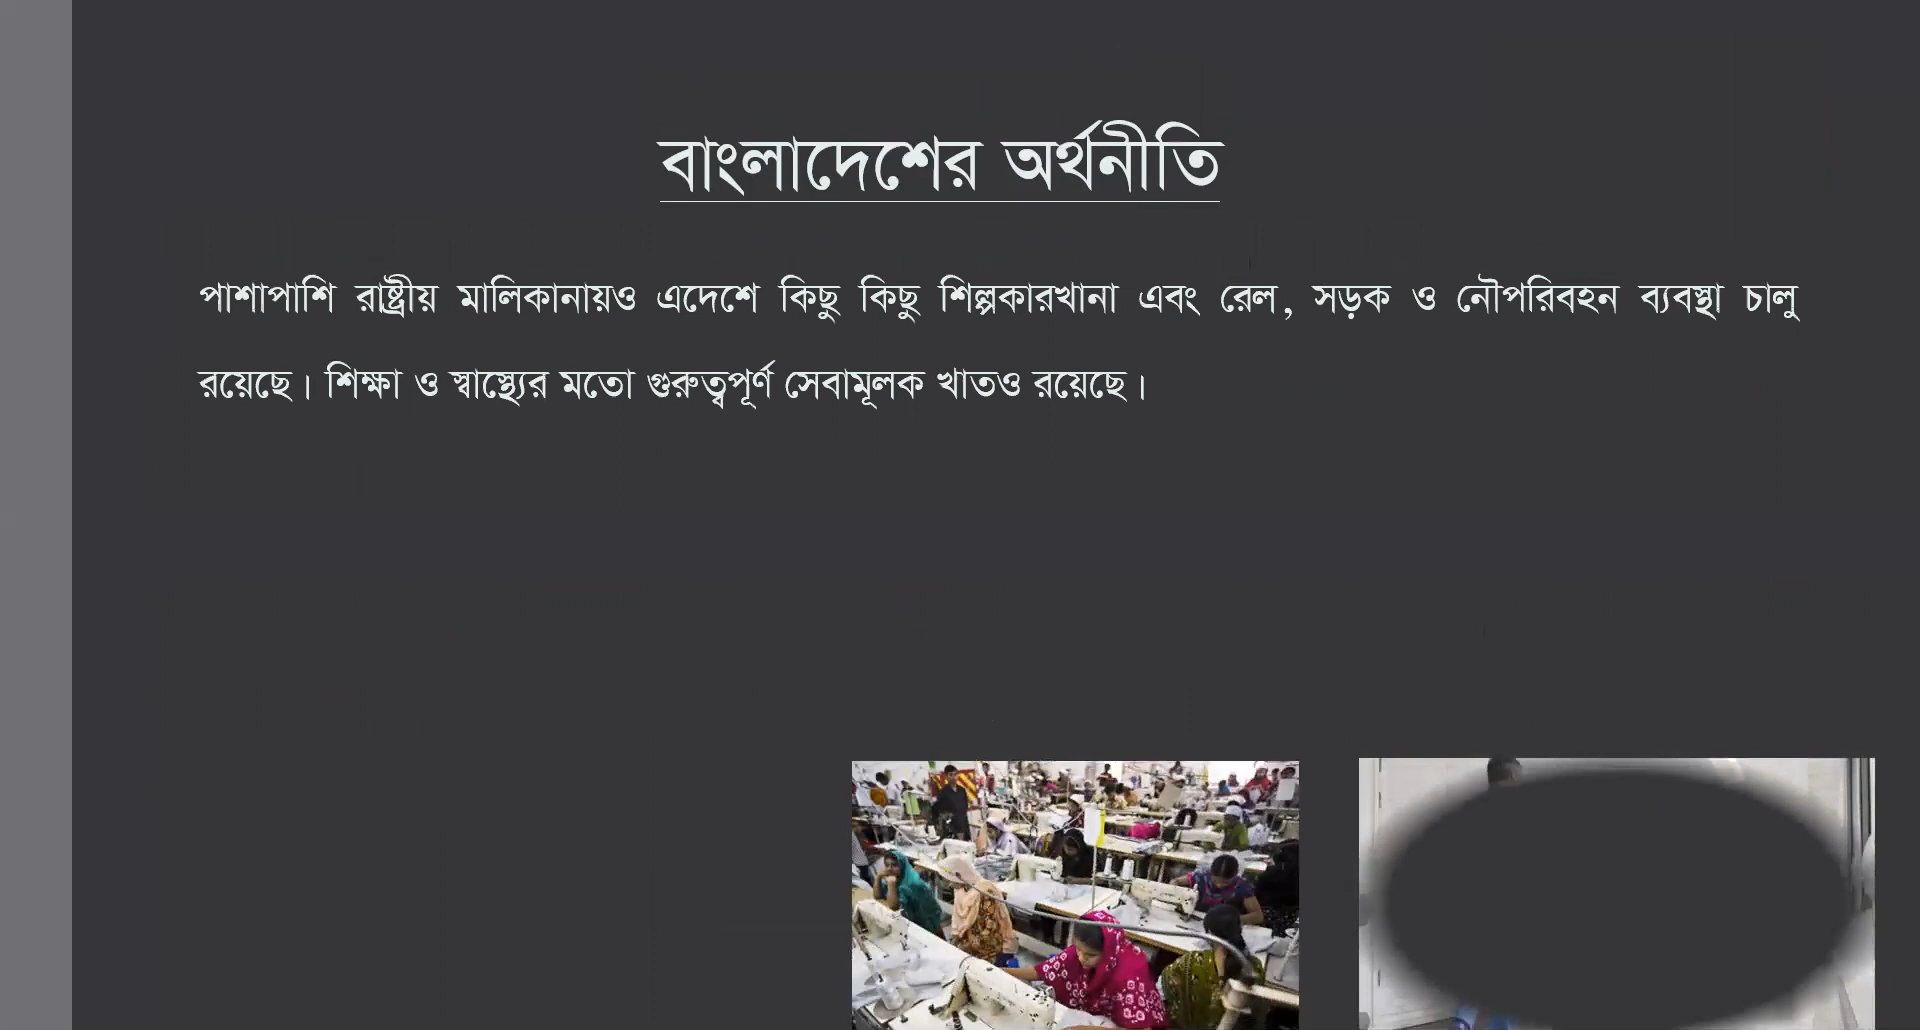 বাংলাদেশের অর্থনীতি
পাশাপাশি রাষ্ট্রীয় মালিকানায়ও এদেশে কিছু কিছু শিল্পকারখানা এবং রেল, সড়ক ও নৌপরিবহন ব্যবস্থা চালু
রয়েছে। শিক্ষা ও স্বাস্থ্যের মতো গুরুত্বপূর্ণ সেবামূলক খাতও রয়েছে।